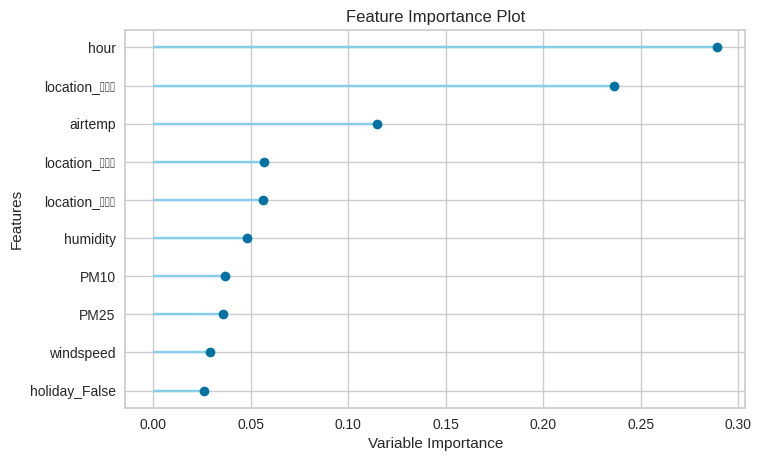 Feature Importance Plot
hour
location_▯▯▯
airtemp
location_▯▯▯
location_▯▯▯
humidity
PM10
PM25
windspeed
holiday_False
Features
0.00 0.05 0.10 0.15 0.20 0.25 0.30
Variable Importance